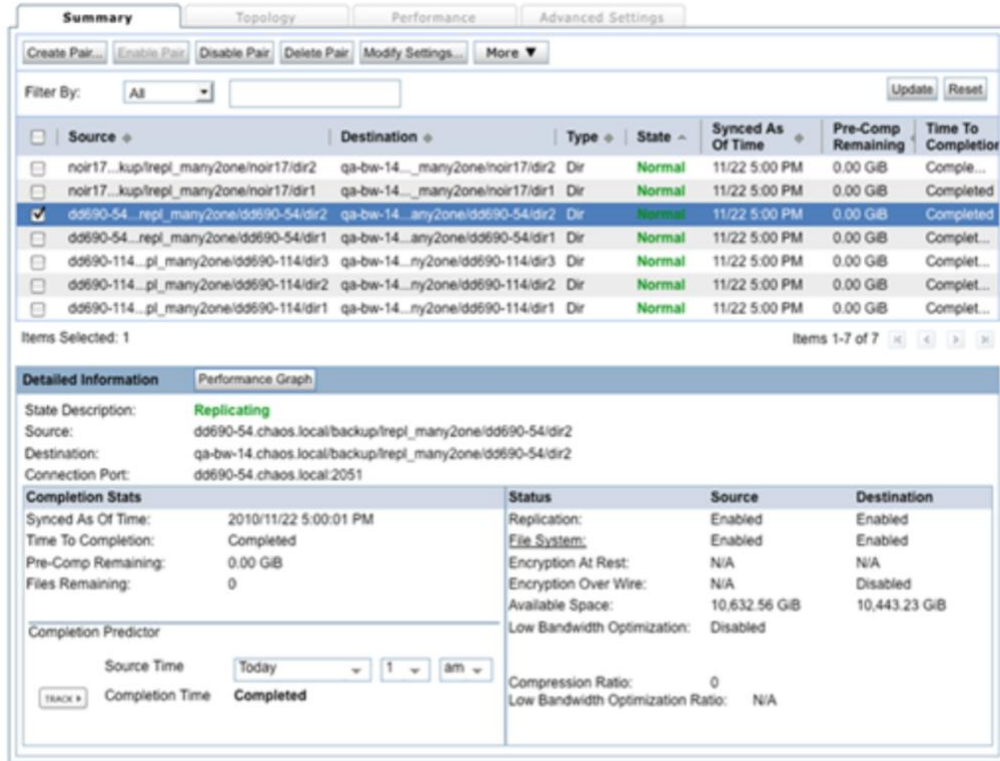 Summary Topology Performance Advanced Settings
Create Pair... Enable Pair Disable Pair Delete Pair Modify Settings... More ▼
Filter By: All Update Reset
Source Destination Type State Synced As Of Time Pre-Comp Remaining Time To Completion
noir17...kup/lrepl_many2one/noir17/dir2 qa-bw-14..._many2one/noir17/dir2 Dir Normal 11/22 5:00 PM 0.00 GiB Comple...
noir17...kup/lrepl_many2one/noir17/dir1 qa-bw-14..._many2one/noir17/dir1 Dir Normal 11/22 5:00 PM 0.00 GiB Completed
dd690-54...repl_many2one/dd690-54/dir2 qa-bw-14...any2one/dd690-54/dir2 Dir Normal 11/22 5:00 PM 0.00 GiB Completed
dd690-54...repl_many2one/dd690-54/dir1 qa-bw-14...any2one/dd690-54/dir1 Dir Normal 11/22 5:00 PM 0.00 GiB Complet...
dd690-114...pl_many2one/dd690-114/dir3 qa-bw-14...ny2one/dd690-114/dir3 Dir Normal 11/22 5:00 PM 0.00 GiB Complet...
dd690-114...pl_many2one/dd690-114/dir2 qa-bw-14...ny2one/dd690-114/dir2 Dir Normal 11/22 5:00 PM 0.00 GiB Complet...
dd690-114...pl_many2one/dd690-114/dir1 qa-bw-14...ny2one/dd690-114/dir1 Dir Normal 11/22 5:00 PM 0.00 GiB Complet...
Items Selected: 1 Items 1-7 of 7
Detailed Information Performance Graph
State Description: Replicating
Source: dd690-54.chaos.local/backup/lrepl_many2one/dd690-54/dir2
Destination: qa-bw-14.chaos.local/backup/lrepl_many2one/dd690-54/dir2
Connection Port: dd690-54.chaos.local:2051
Completion Stats Status Source Destination
Synced As Of Time: 2010/11/22 5:00:01 PM Replication: Enabled Enabled
Time To Completion: Completed File System: Enabled Enabled
Pre-Comp Remaining: 0.00 GiB Encryption At Rest: N/A N/A
Files Remaining: 0 Encryption Over Wire: N/A Disabled
Available Space: 10,632.56 GiB 10,443.23 GiB
Completion Predictor Low Bandwidth Optimization: Disabled
Source Time Today 1 am
Compression Ratio: 0
TRACK Completion Time Completed Low Bandwidth Optimization Ratio: N/A